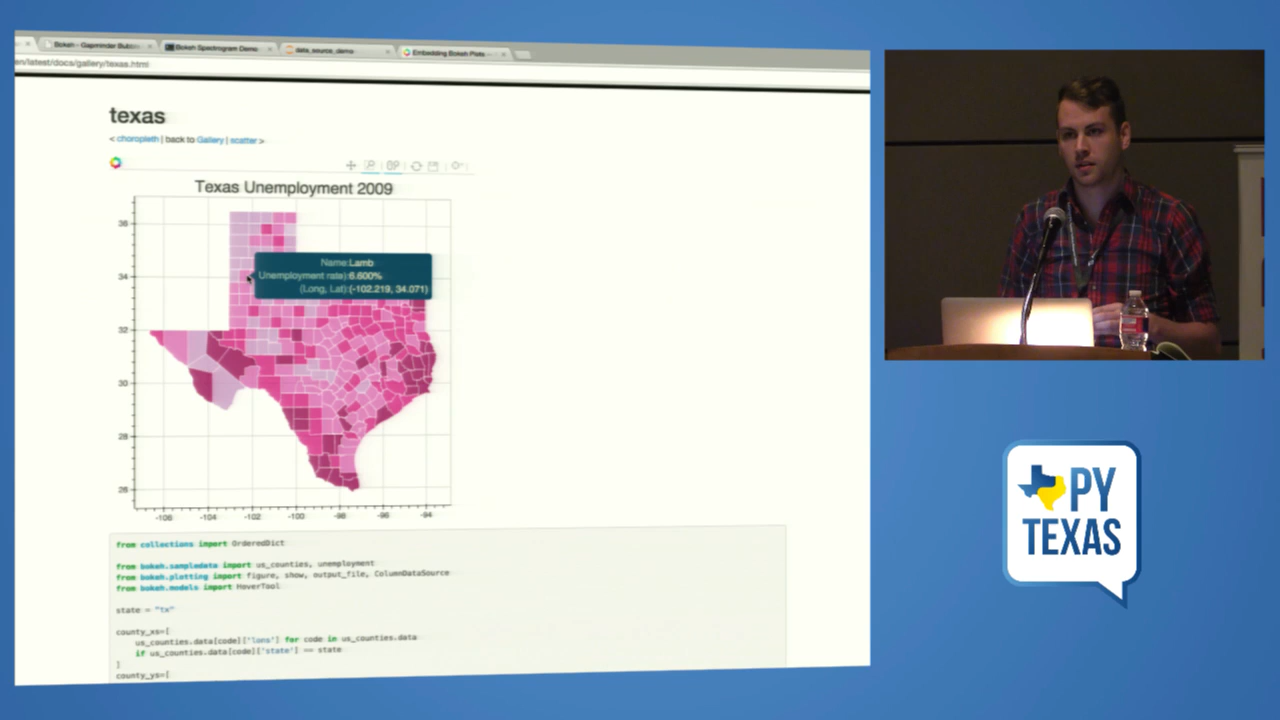 Bokeh - Gapminder Bubble
Bokeh Spectrogram Demo
data_source_demo
Embedding Bokeh Plots
en/latest/docs/gallery/texas.html
texas
< choropleth | back to Gallery | scatter >
Texas Unemployment 2009
36
34
32
30
28
26
Name:Lamb
Unemployment rate):6.600%
(Long, Lat):(-102.219, 34.071)
-106 -104 -102 -100 -98 -96 -94
from collections import OrderedDict
from bokeh.sampledata import us_counties, unemployment
from bokeh.plotting import figure, show, output_file, ColumnDataSource
from bokeh.models import HoverTool
state = "tx"
county_xs=[
us_counties.data[code]['lons'] for code in us_counties.data
if us_counties.data[code]['state'] == state
]
county_ys=[
PY
TEXAS